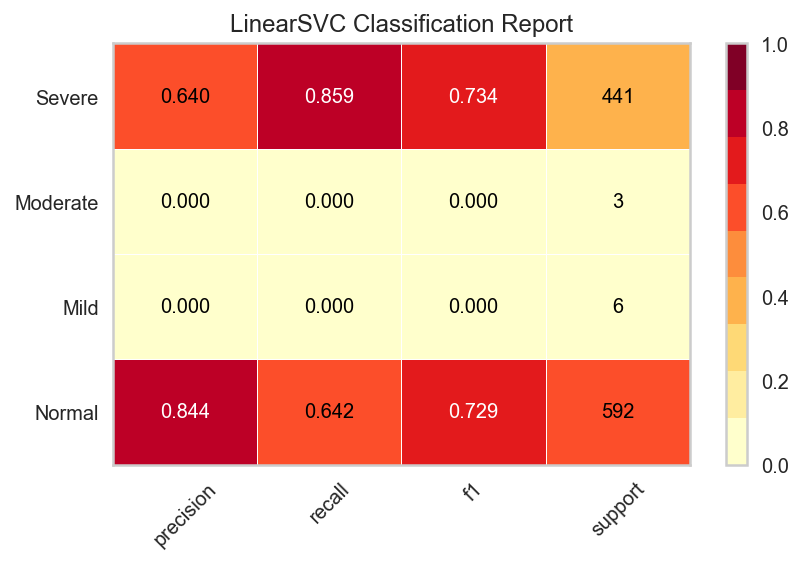 LinearSVC Classification Report
Severe 0.640 0.859 0.734 441
Moderate 0.000 0.000 0.000 3
Mild 0.000 0.000 0.000 6
Normal 0.844 0.642 0.729 592
precision recall f1 support
1.0
0.8
0.6
0.4
0.2
0.0